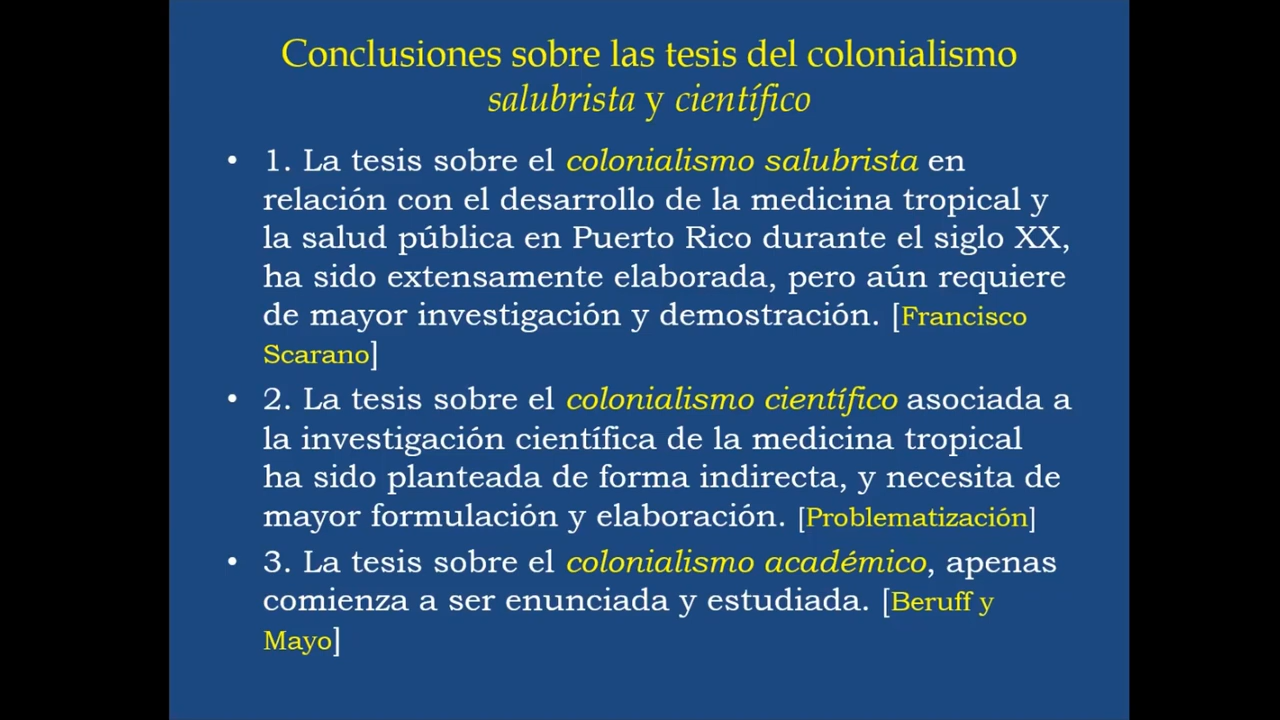 Conclusiones sobre las tesis del colonialismo
salubrista y científico
• 1. La tesis sobre el colonialismo salubrista en
relación con el desarrollo de la medicina tropical y
la salud pública en Puerto Rico durante el siglo XX,
ha sido extensamente elaborada, pero aún requiere
de mayor investigación y demostración. [Francisco
Scarano]
• 2. La tesis sobre el colonialismo científico asociada a
la investigación científica de la medicina tropical
ha sido planteada de forma indirecta, y necesita de
mayor formulación y elaboración. [Problematización]
• 3. La tesis sobre el colonialismo académico, apenas
comienza a ser enunciada y estudiada. [Beruff y
Mayo]